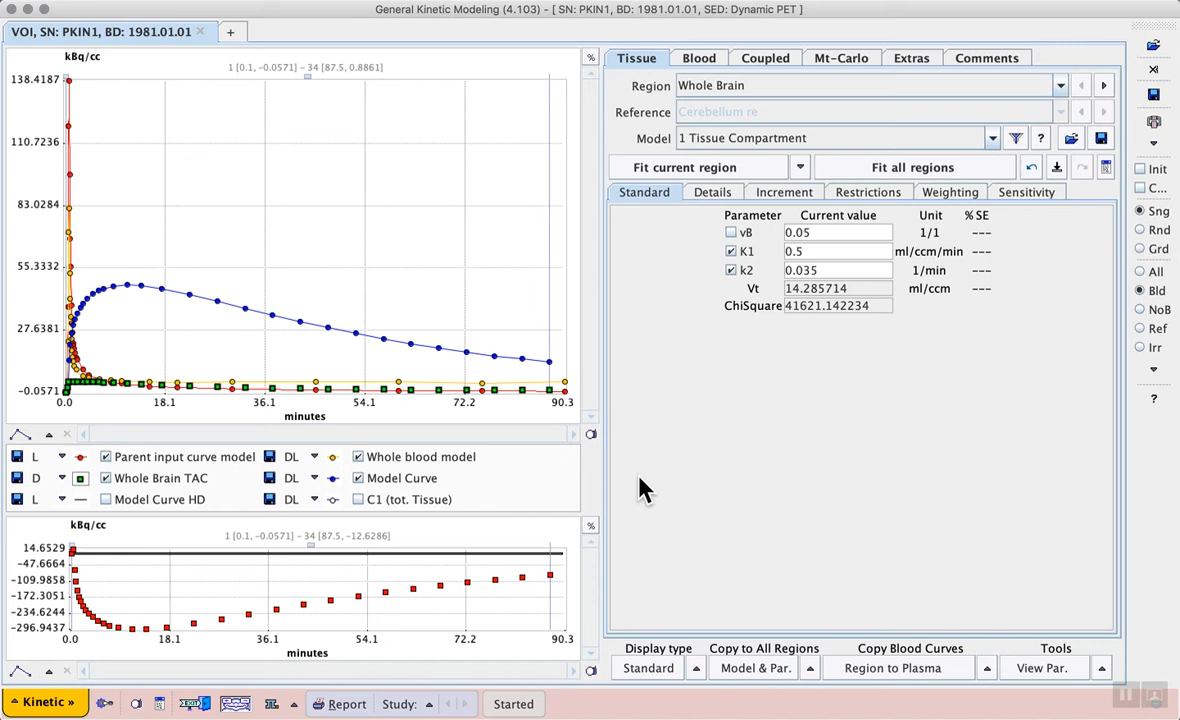 General Kinetic Modeling (4.103) - [ SN: PKIN1, BD: 1981.01.01, SED: Dynamic PET ]
VOI, SN: PKIN1, BD: 1981.01.01
+
kBq/cc
1 [0.1, -0.0571] – 34 [87.5, 0.8861]
%
138.4187
110.7236
83.0284
55.3332
27.6381
-0.0571
0.0 18.1 36.1 54.1 72.2 90.3
minutes
L Parent input curve model DL Whole blood model
D Whole Brain TAC DL Model Curve
L Model Curve HD DL C1 (tot. Tissue)
kBq/cc
1 [0.1, -0.0571] – 34 [87.5, -12.6286]
%
14.6529
-47.6664
-109.9858
-172.3051
-234.6244
-296.9437
0.0 18.1 36.1 54.1 72.2 90.3
minutes
Tissue Blood Coupled Mt-Carlo Extras Comments
Region Whole Brain
Reference Cerebellum re
Model 1 Tissue Compartment ?
Fit current region Fit all regions
Standard Details Increment Restrictions Weighting Sensitivity
Parameter Current value Unit % SE
vB 0.05 1/1 ---
K1 0.5 ml/ccm/min ---
k2 0.035 1/min ---
Vt 14.285714 ml/ccm ---
ChiSquare 41621.142234
Display type Copy to All Regions Copy Blood Curves Tools
Standard Model & Par. Region to Plasma View Par.
Init
C...
Sng
Rnd
Grd
All
Bld
NoB
Ref
Irr
?
Kinetic » Report Study: Started